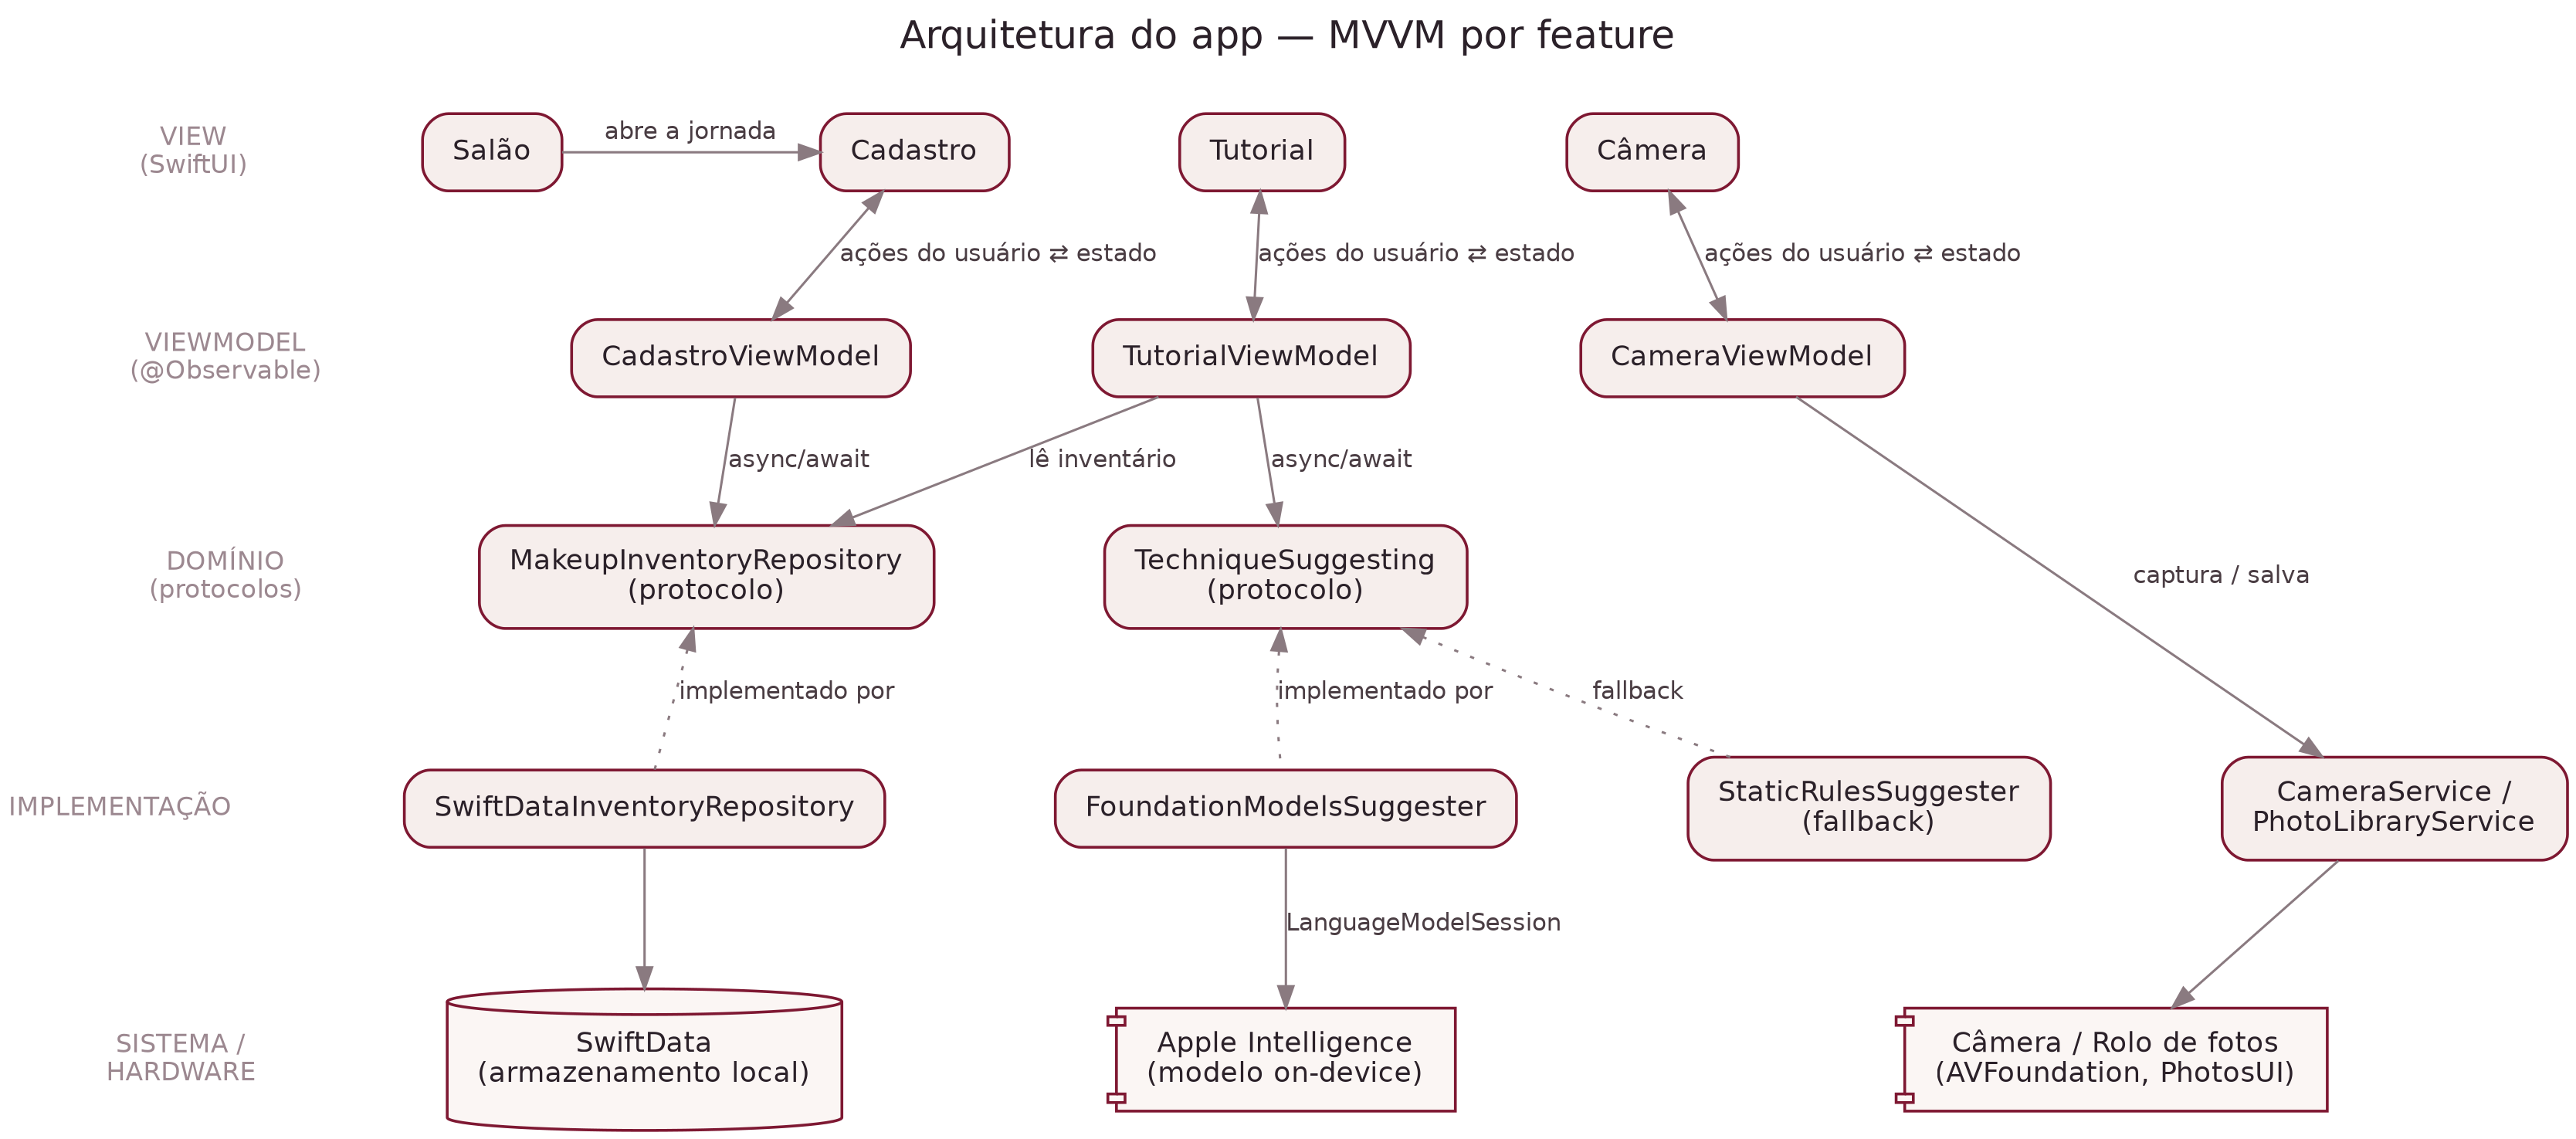 Arquitetura do app — MVVM por feature
VIEW
(SwiftUI)
Salão
abre a jornada
Cadastro
Tutorial
Câmera
ações do usuário ⇄ estado
ações do usuário ⇄ estado
ações do usuário ⇄ estado
VIEWMODEL
(@Observable)
CadastroViewModel
TutorialViewModel
CameraViewModel
async/await
lê inventário
async/await
DOMÍNIO
(protocolos)
MakeupInventoryRepository
(protocolo)
TechniqueSuggesting
(protocolo)
captura / salva
implementado por
implementado por
fallback
IMPLEMENTAÇÃO
SwiftDataInventoryRepository
FoundationModelsSuggester
StaticRulesSuggester
(fallback)
CameraService /
PhotoLibraryService
LanguageModelSession
SISTEMA /
HARDWARE
SwiftData
(armazenamento local)
Apple Intelligence
(modelo on-device)
Câmera / Rolo de fotos
(AVFoundation, PhotosUI)